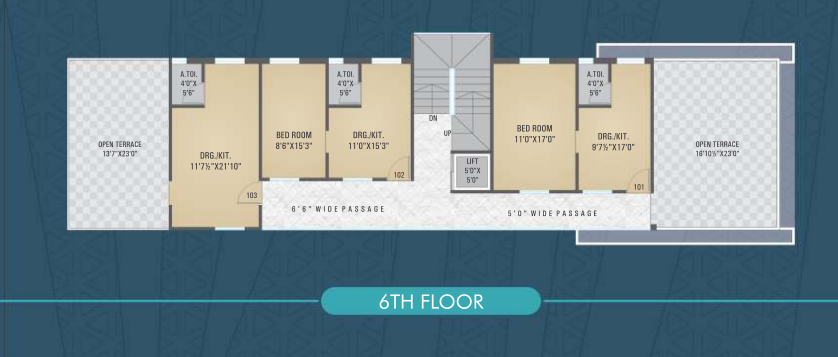 OPEN TERRACE
13'7"X23'0"
A.TOI.
4'0"X
5'6"
DRG./KIT.
11'7½"X21'10"
103
BED ROOM
8'6"X15'3"
A.TOI.
4'0"X
5'6"
DRG./KIT.
11'0"X15'3"
102
DN
UP
LIFT
5'0"X
5'0"
BED ROOM
11'0"X17'0"
A.TOI.
4'0"X
5'6"
DRG./KIT.
9'7½"X17'0"
101
OPEN TERRACE
16'10½"X23'0"
6'6" WIDE PASSAGE
5'0" WIDE PASSAGE
6TH FLOOR